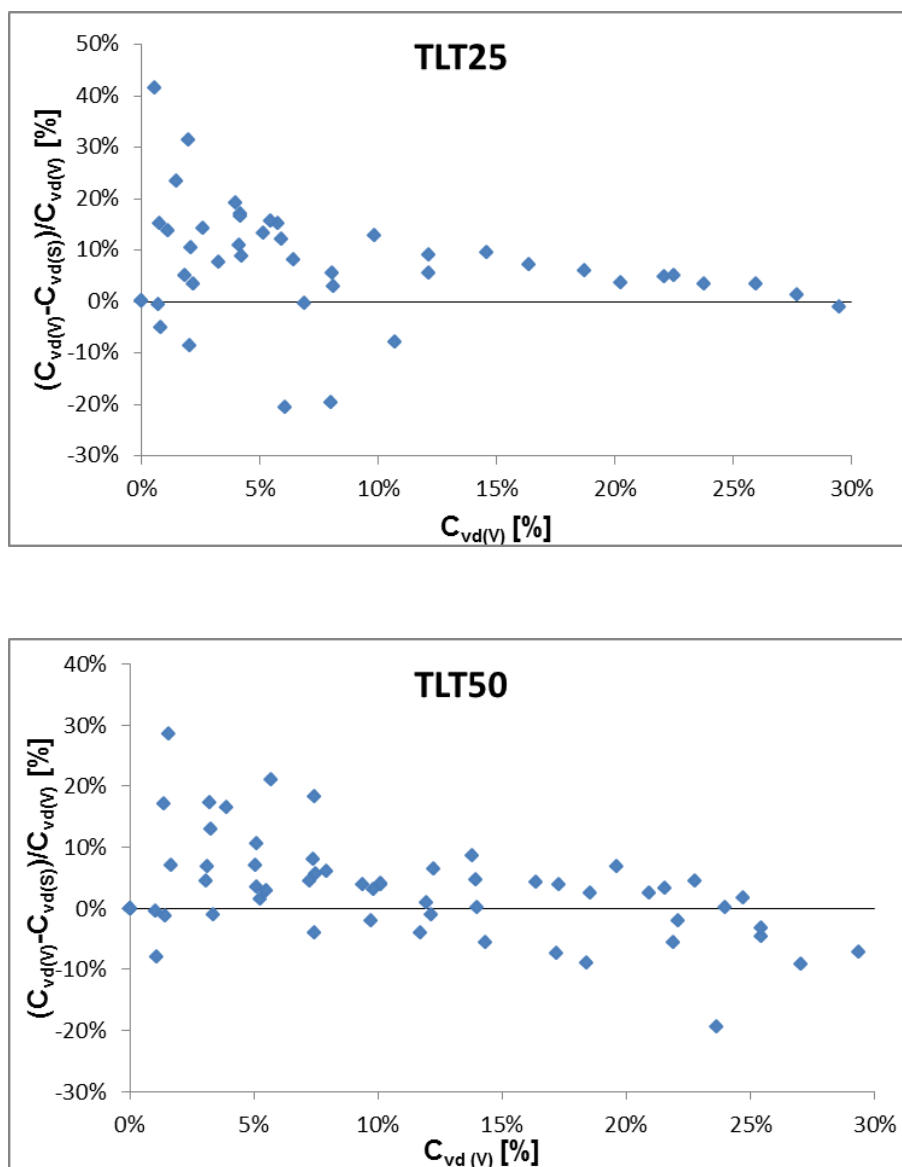 TLT25
50%
40%
30%
20%
10%
0%
-10%
-20%
-30%
(Cvd(V)-Cvd(S))/Cvd(V) [%]
0% 5% 10% 15% 20% 25% 30%
Cvd(V) [%]
TLT50
40%
30%
20%
10%
0%
-10%
-20%
-30%
(Cvd(V)-Cvd(S))/Cvd(V) [%]
0% 5% 10% 15% 20% 25% 30%
Cvd (V) [%]